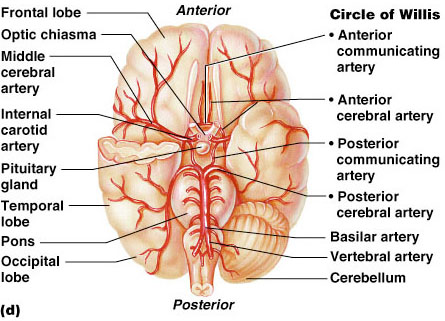 Anterior
Frontal lobe
Optic chiasma
Middle
cerebral
artery
Internal
carotid
artery
Pituitary
gland
Temporal
lobe
Pons
Occipital
lobe
(d)
Posterior
Circle of Willis
• Anterior
communicating
artery
• Anterior
cerebral artery
• Posterior
communicating
artery
• Posterior
cerebral artery
Basilar artery
Vertebral artery
Cerebellum